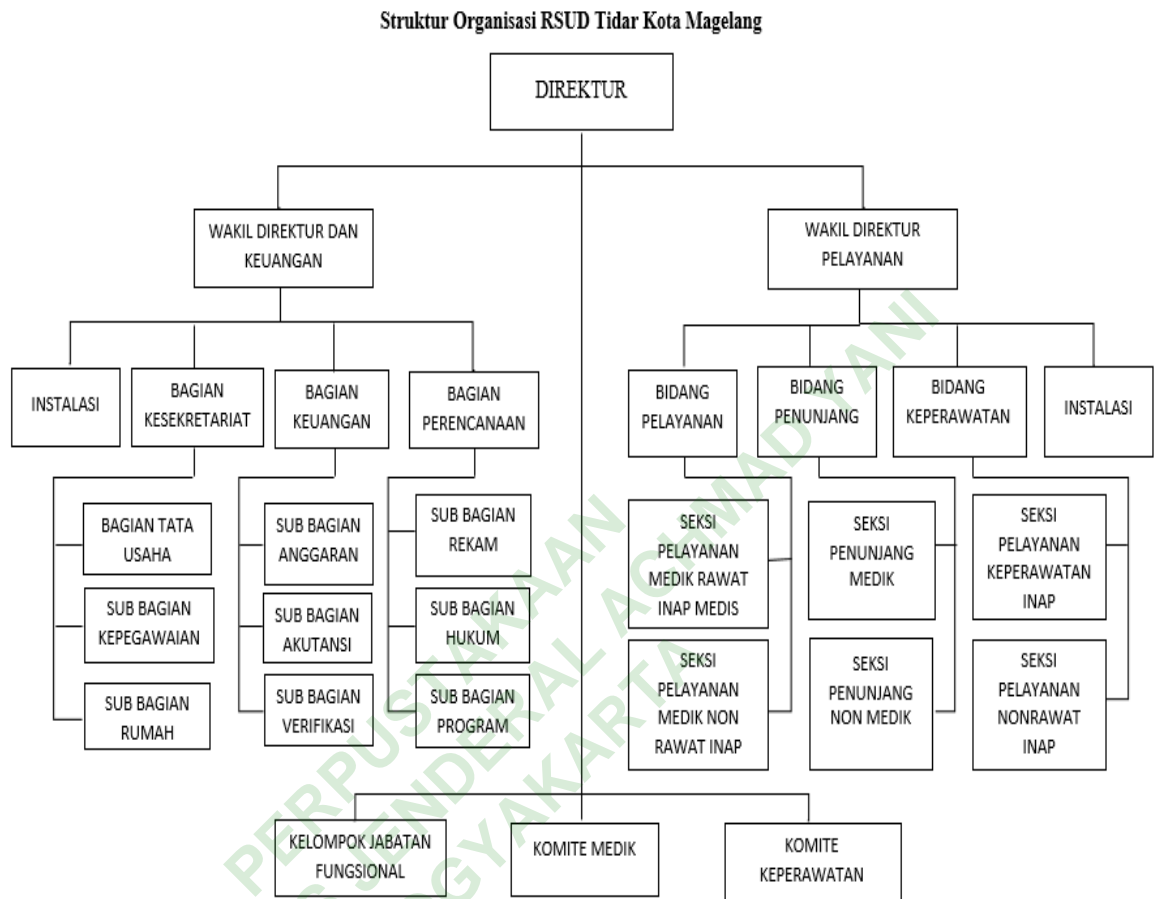 Struktur Organisasi RSUD Tidar Kota Magelang
DIREKTUR
WAKIL DIREKTUR DAN
KEUANGAN
WAKIL DIREKTUR
PELAYANAN
INSTALASI
BAGIAN
KESEKRETARIAT
BAGIAN
KEUANGAN
BAGIAN
PERENCANAAN
BIDANG
PELAYANAN
BIDANG
PENUNJANG
BIDANG
KEPERAWATAN
INSTALASI
BAGIAN TATA
USAHA
SUB BAGIAN
KEPEGAWAIAN
SUB BAGIAN
RUMAH
SUB BAGIAN
ANGGARAN
SUB BAGIAN
AKUTANSI
SUB BAGIAN
VERIFIKASI
SUB BAGIAN
REKAM
SUB BAGIAN
HUKUM
SUB BAGIAN
PROGRAM
SEKSI
PELAYANAN
MEDIK RAWAT
INAP MEDIS
SEKSI
PELAYANAN
MEDIK NON
RAWAT INAP
SEKSI
PENUNJANG
MEDIK
SEKSI
PENUNJANG
NON MEDIK
SEKSI
PELAYANAN
KEPERAWATAN
INAP
SEKSI
PELAYANAN
NONRAWAT
INAP
KELOMPOK JABATAN
FUNGSIONAL
KOMITE MEDIK
KOMITE
KEPERAWATAN
PERPUSTAKAAN
JENDERAL ACHMAD YANI
YAKARTA